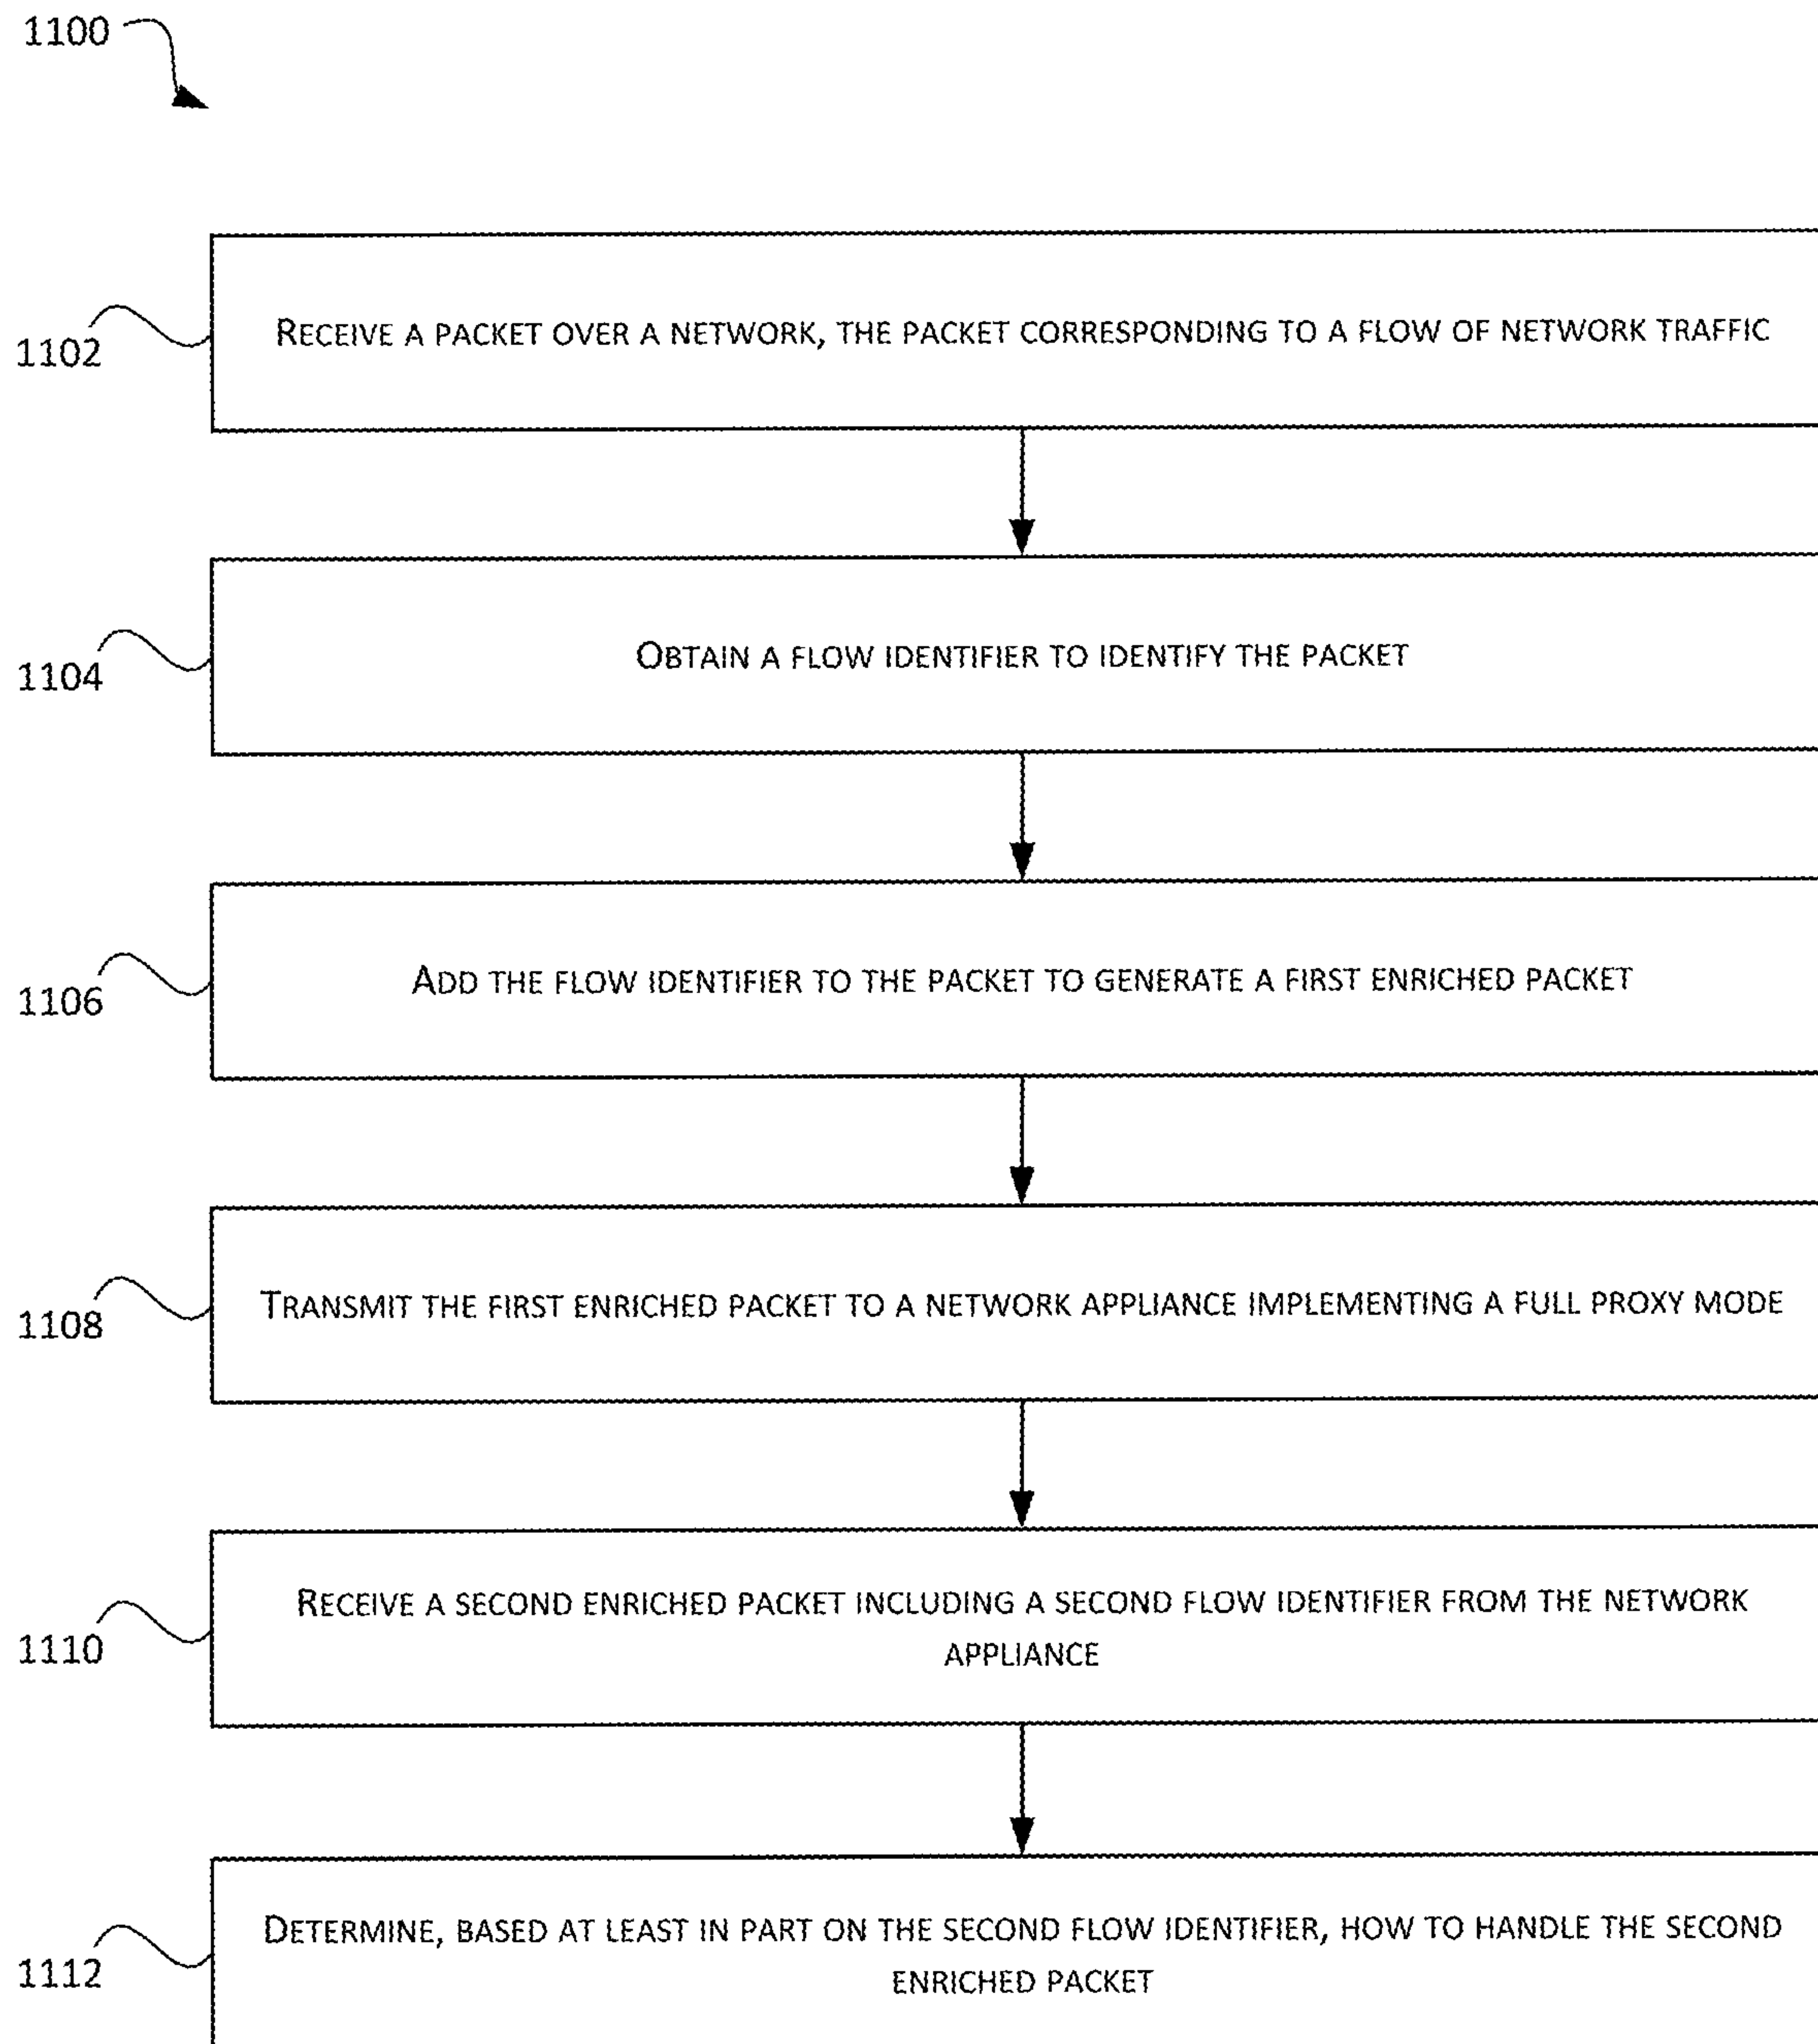 1100
1102
RECEIVE A PACKET OVER A NETWORK, THE PACKET CORRESPONDING TO A FLOW OF NETWORK TRAFFIC
1104
OBTAIN A FLOW IDENTIFIER TO IDENTIFY THE PACKET
1106
ADD THE FLOW IDENTIFIER TO THE PACKET TO GENERATE A FIRST ENRICHED PACKET
1108
TRANSMIT THE FIRST ENRICHED PACKET TO A NETWORK APPLIANCE IMPLEMENTING A FULL PROXY MODE
1110
RECEIVE A SECOND ENRICHED PACKET INCLUDING A SECOND FLOW IDENTIFIER FROM THE NETWORK
APPLIANCE
1112
DETERMINE, BASED AT LEAST IN PART ON THE SECOND FLOW IDENTIFIER, HOW TO HANDLE THE SECOND
ENRICHED PACKET